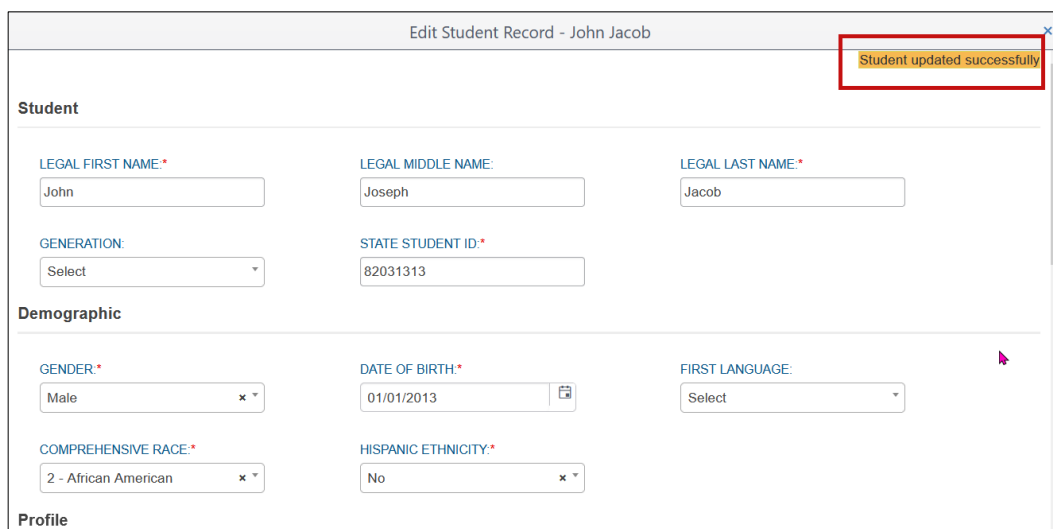 Edit Student Record - John Jacob
×
Student updated successfully
Student
LEGAL FIRST NAME:* LEGAL MIDDLE NAME: LEGAL LAST NAME:*
John Joseph Jacob
GENERATION: STATE STUDENT ID:*
Select 82031313
Demographic
GENDER:* DATE OF BIRTH:* FIRST LANGUAGE:
Male × 01/01/2013 Select
COMPREHENSIVE RACE:* HISPANIC ETHNICITY:*
2 - African American × No ×
Profile